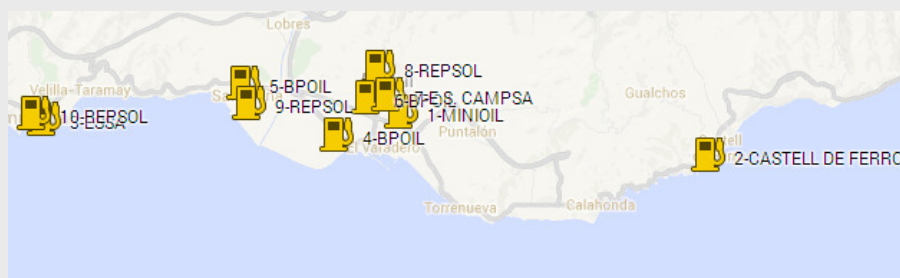 Lobres
8-REPSOL
Velilla-Taramay
5-BPOIL
Gualchos
9-REPSOL
7-E.S. CAMPSA
10-REPSOL
1-MINIOIL
Puntalón
4-BPOIL
El Varadero
2-CASTELL DE FERRO
Torrenueva
Calahonda